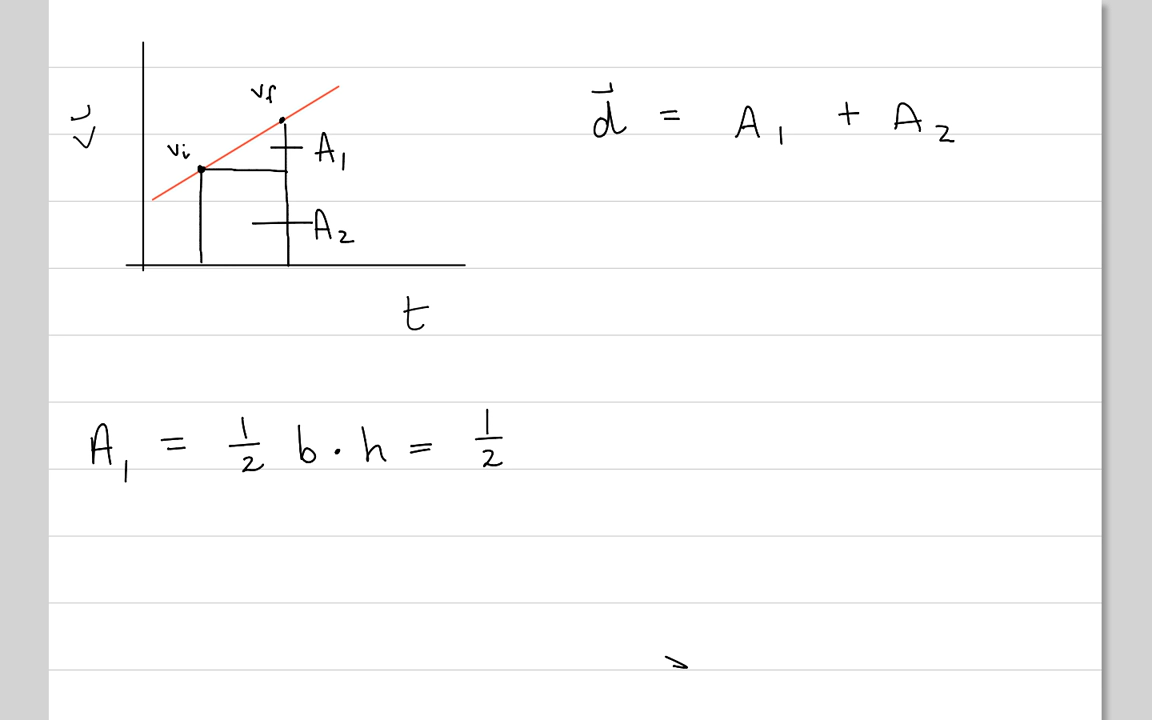 v⃗
vf
vi
A₁
A₂
t
d⃗ = A₁ + A₂
A₁ = 1/2 b · h = 1/2